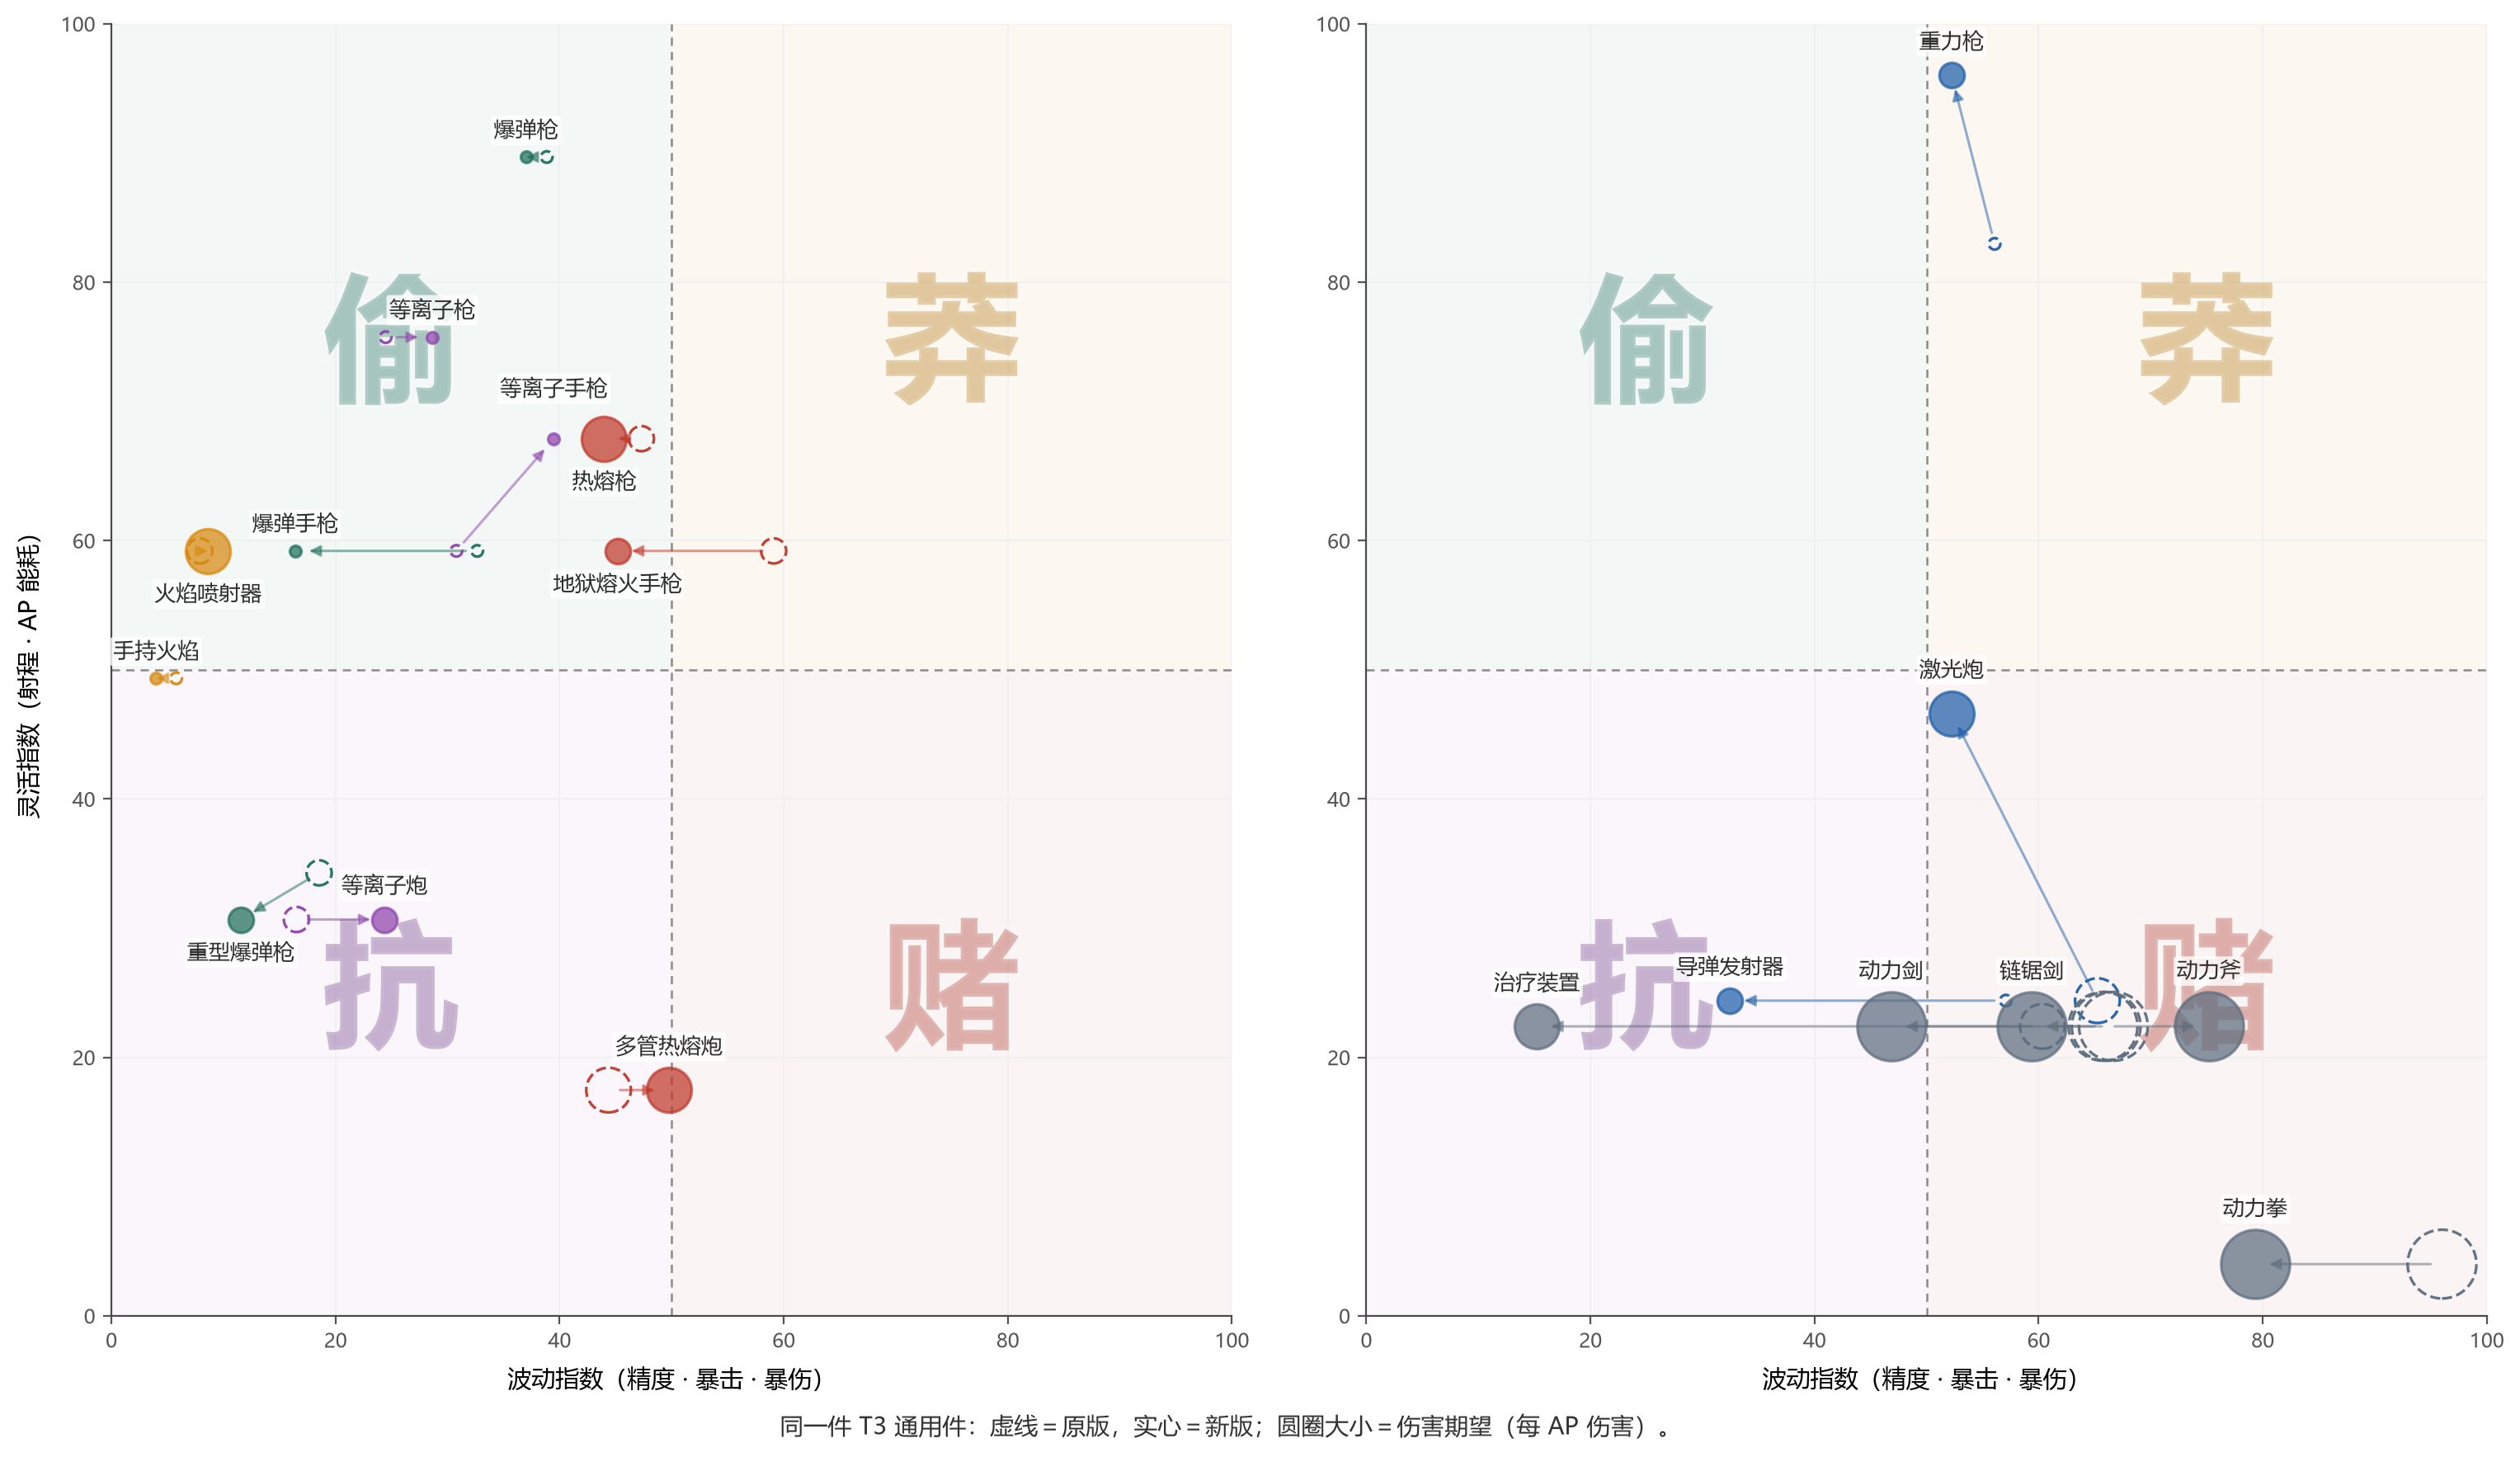 100
80
60
40
20
0
0
20
40
60
80
100
灵活指数（射程 · AP 能耗）
波动指数（精度 · 暴击 · 暴伤）
偷
莽
抗
赌
爆弹枪
等离子枪
等离子手枪
热熔枪
爆弹手枪
地狱熔火手枪
火焰喷射器
手持火焰
等离子炮
重型爆弹枪
多管热熔炮
100
80
60
40
20
0
0
20
40
60
80
100
波动指数（精度 · 暴击 · 暴伤）
偷
莽
抗
赌
重力枪
激光炮
治疗装置
导弹发射器
动力剑
链锯剑
动力斧
动力拳
同一件 T3 通用件：虚线＝原版，实心＝新版；圆圈大小＝伤害期望（每 AP 伤害）。